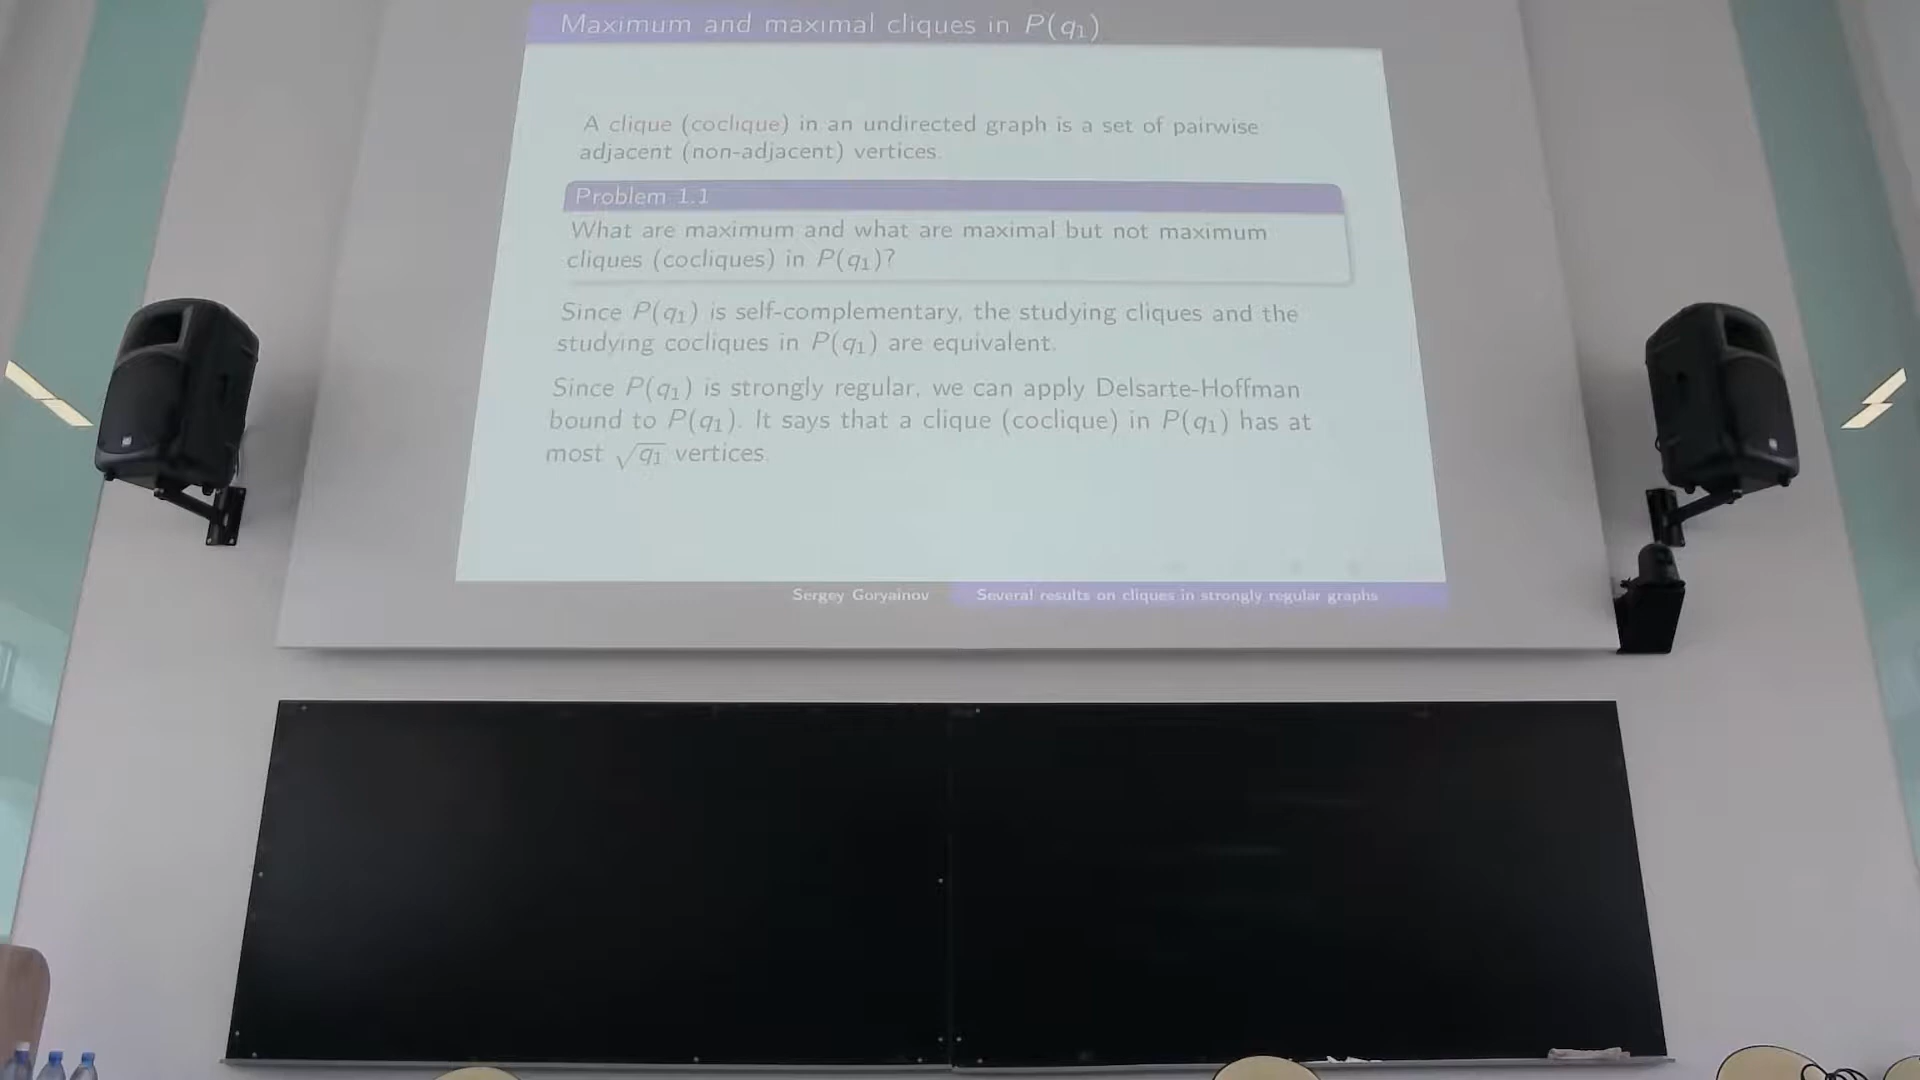 Maximum and maximal cliques in P(q₁)
A clique (coclique) in an undirected graph is a set of pairwise
adjacent (non-adjacent) vertices.
Problem 1.1
What are maximum and what are maximal but not maximum
cliques (cocliques) in P(q₁)?
Since P(q₁) is self-complementary, the studying cliques and the
studying cocliques in P(q₁) are equivalent.
Since P(q₁) is strongly regular, we can apply Delsarte-Hoffman
bound to P(q₁). It says that a clique (coclique) in P(q₁) has at
most √q₁ vertices.
Sergey Goryainov Several results on cliques in strongly regular graphs